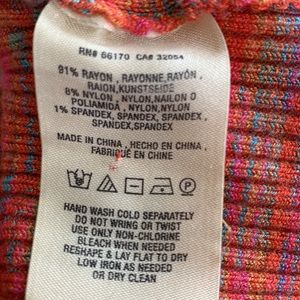 RN# 66170 CA# 32054
91% RAYON , RAYONNE,RAYÓN ,
RAION,KUNSTSEIDE
8% NYLON , NYLON,NAILON O
POLIAMIDA , NYLON,NYLON
1% SPANDEX , SPANDEX,SPANDEX ,
SPANDEX,SPANDEX
MADE IN CHINA , HECHO EN CHINA ,
FABRIQUÉ EN CHINE
P
HAND WASH COLD SEPARATELY
DO NOT WRING OR TWIST
USE ONLY NON-CHLORINE
BLEACH WHEN NEEDED
RESHAPE & LAY FLAT TO DRY
LOW IRON AS NEEDED
OR DRY CLEAN